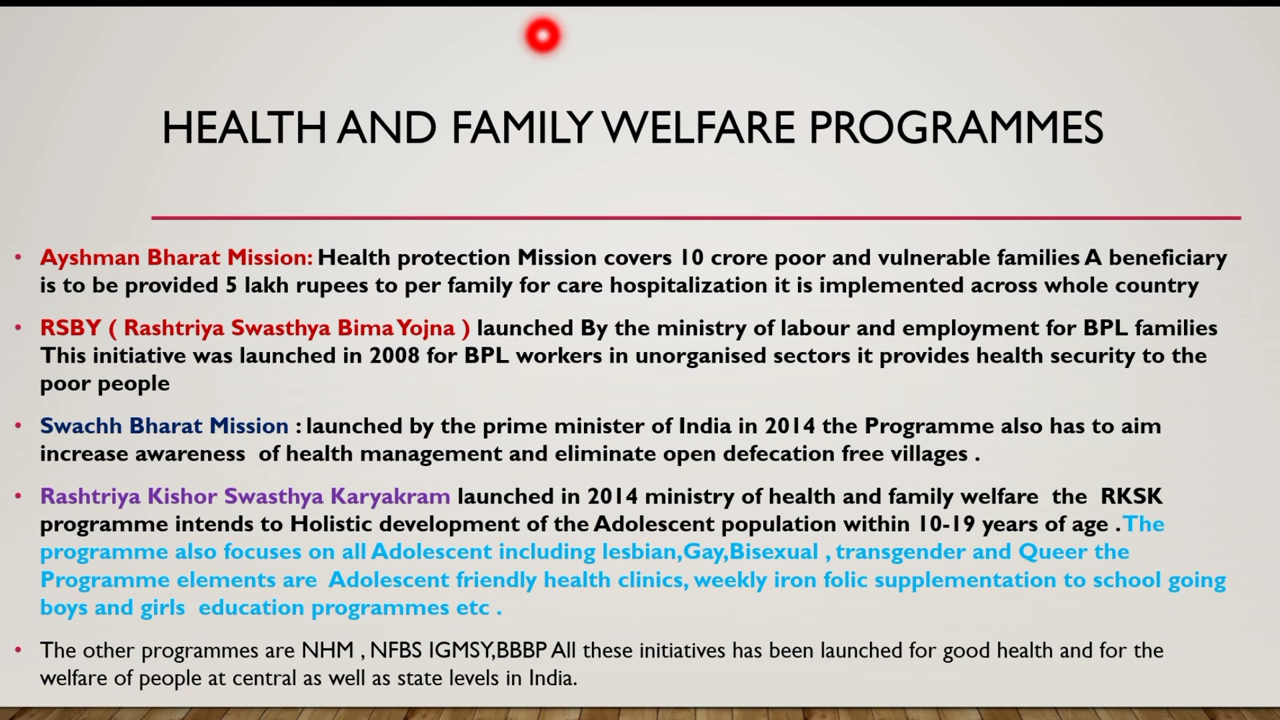 HEALTH AND FAMILY WELFARE PROGRAMMES
• Ayshman Bharat Mission: Health protection Mission covers 10 crore poor and vulnerable families A beneficiary
is to be provided 5 lakh rupees to per family for care hospitalization it is implemented across whole country
• RSBY ( Rashtriya Swasthya Bima Yojna ) launched By the ministry of labour and employment for BPL families
This initiative was launched in 2008 for BPL workers in unorganised sectors it provides health security to the
poor people
• Swachh Bharat Mission : launched by the prime minister of India in 2014 the Programme also has to aim
increase awareness of health management and eliminate open defecation free villages .
• Rashtriya Kishor Swasthya Karyakram launched in 2014 ministry of health and family welfare the RKSK
programme intends to Holistic development of the Adolescent population within 10-19 years of age . The
programme also focuses on all Adolescent including lesbian,Gay,Bisexual , transgender and Queer the
Programme elements are Adolescent friendly health clinics, weekly iron folic supplementation to school going
boys and girls education programmes etc .
• The other programmes are NHM , NFBS IGMSY,BBBP All these initiatives has been launched for good health and for the
welfare of people at central as well as state levels in India.